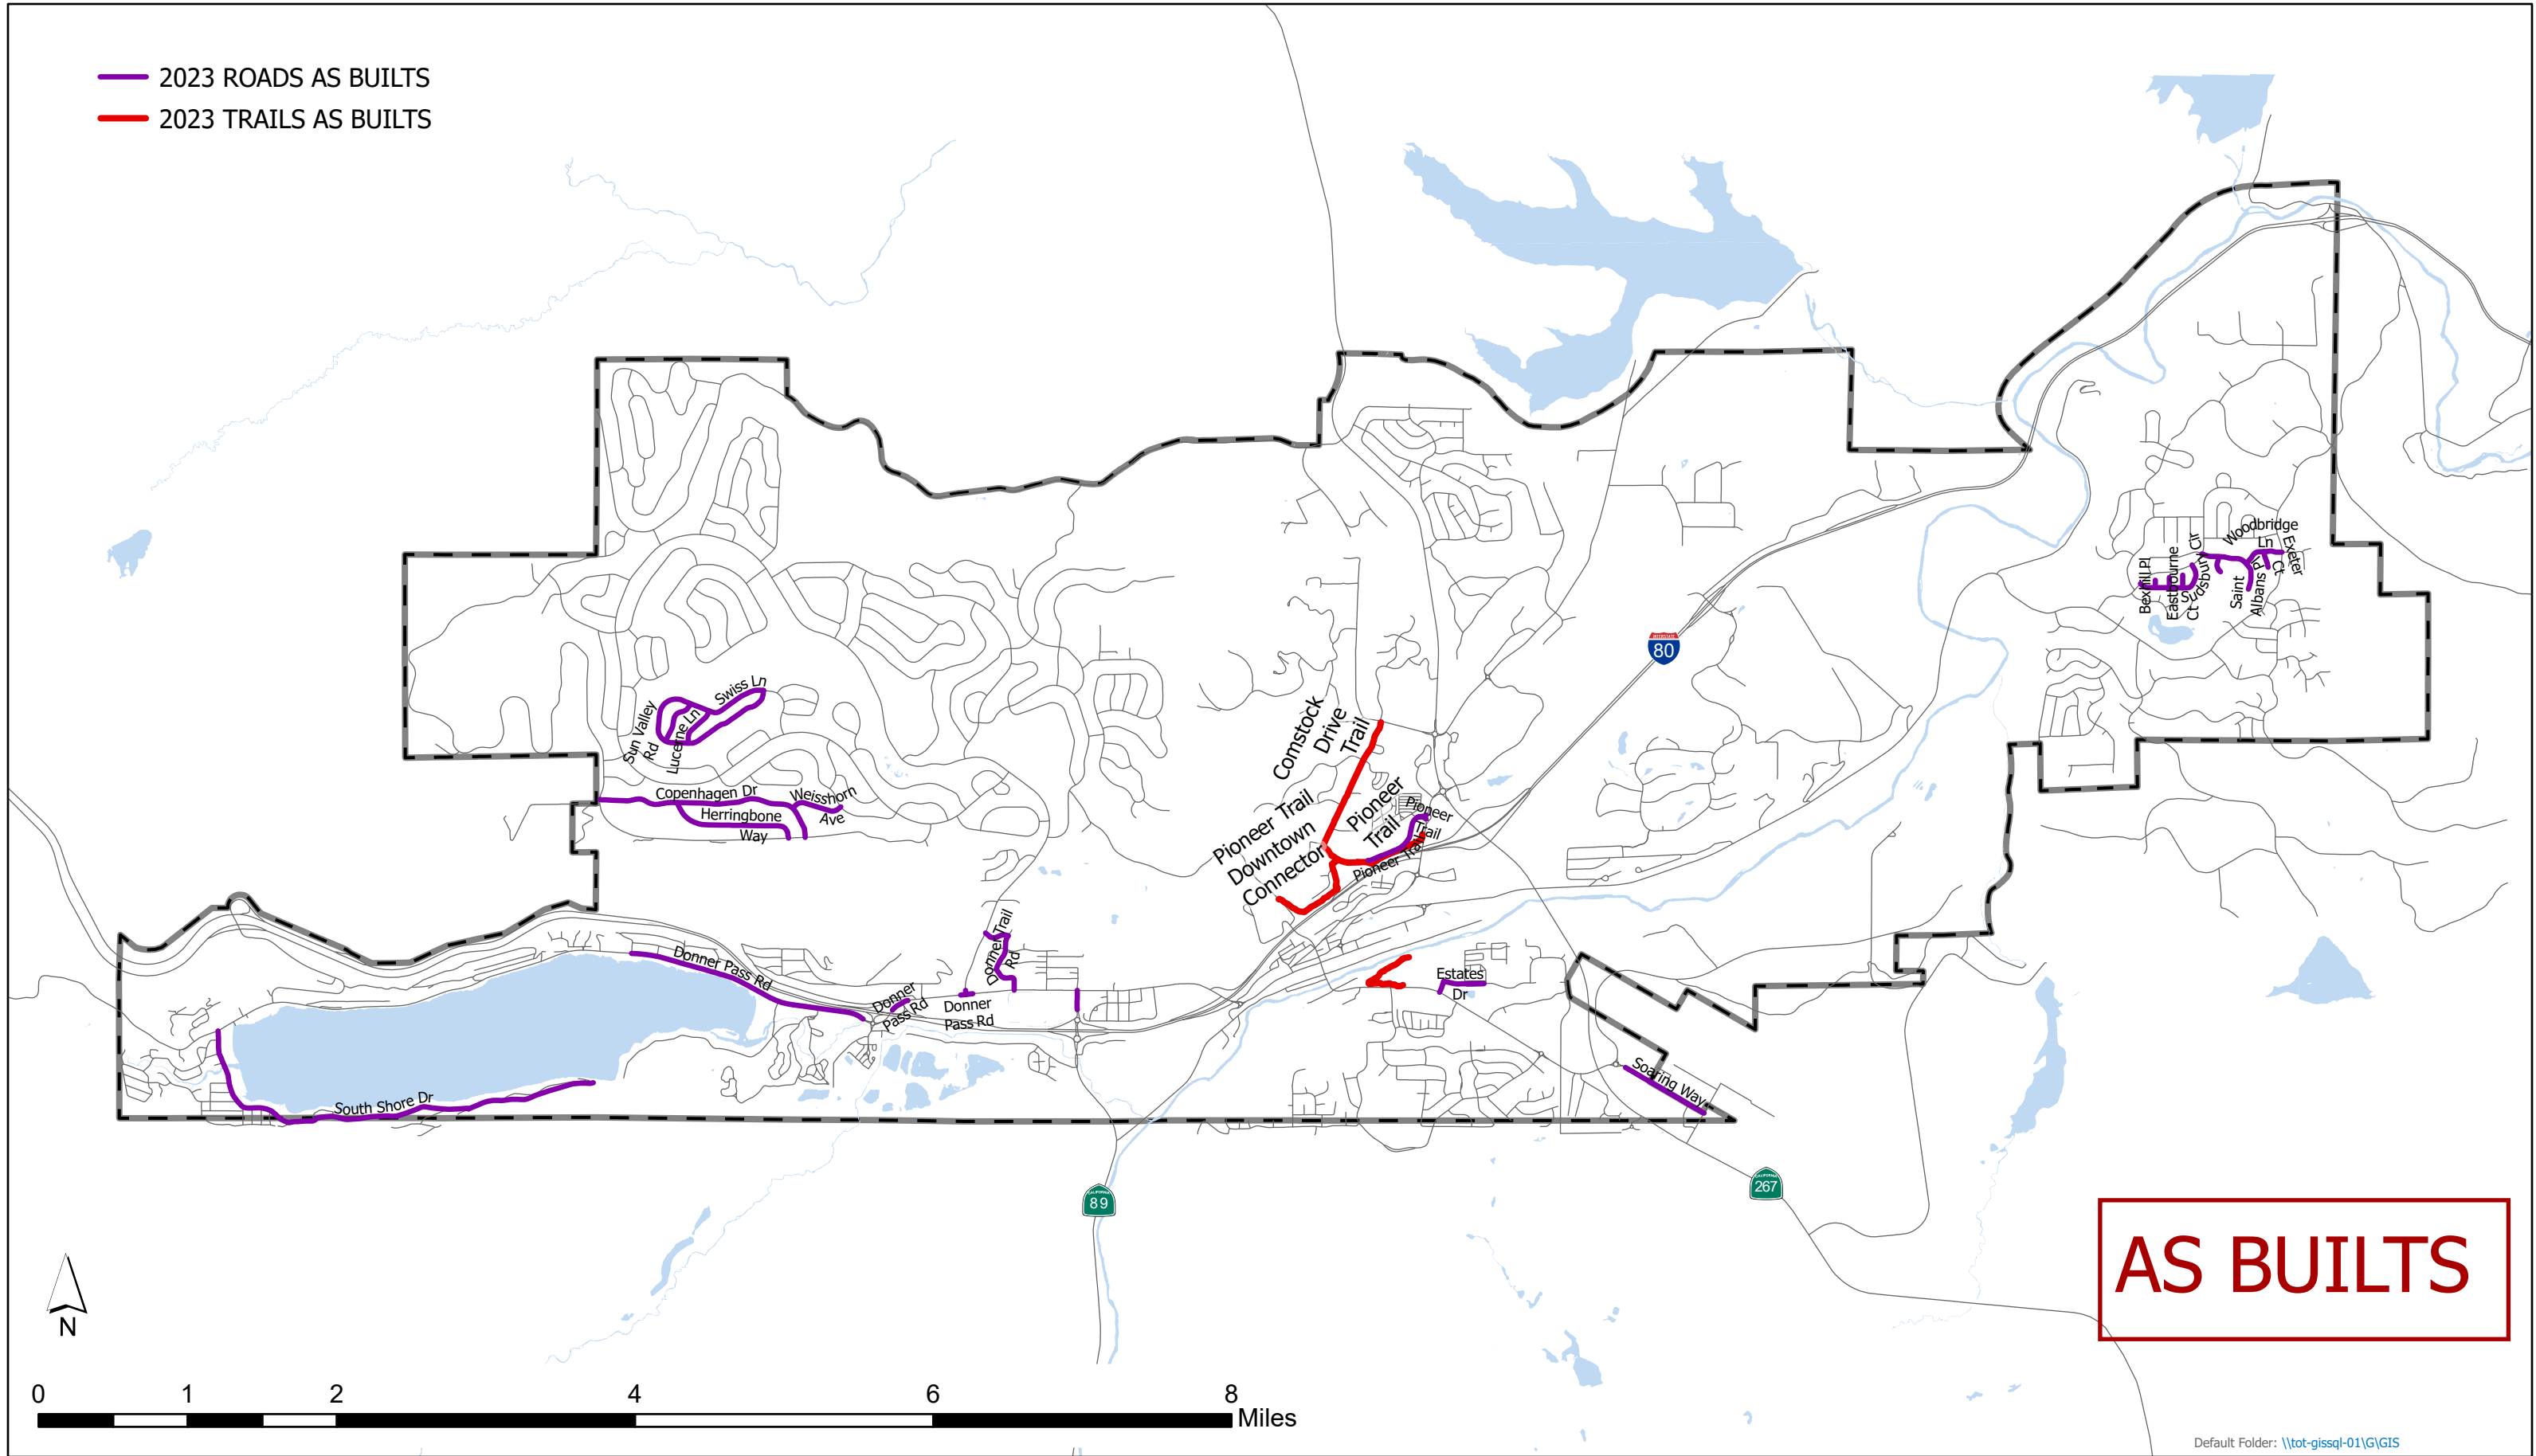 2023 ROADS AS BUILTS
2023 TRAILS AS BUILTS
Woodbridge
Ln
Exeter
Ct
Bexhill Pl
Eastbourne
Ct
Sudsbury Cir
Saint
Albans Pl
INTERSTATE
80
Swiss Ln
Sun Valley
Rd
Lucerne Ln
Copenhagen Dr
Weisshorn
Ave
Herringbone
Way
Comstock
Drive
Trail
Pioneer Trail
Downtown
Connector
Pioneer
Trail
Pioneer
Trail
Pioneer Trail
Donner Trail
Rd
Donner Pass Rd
Donner
Pass Rd
Donner
Pass Rd
Estates
Dr
Soaring Way
South Shore Dr
CALIFORNIA
89
CALIFORNIA
267
AS BUILTS
N
0 1 2 4 6 8
Miles
Default Folder: \\tot-gissql-01\G\GIS